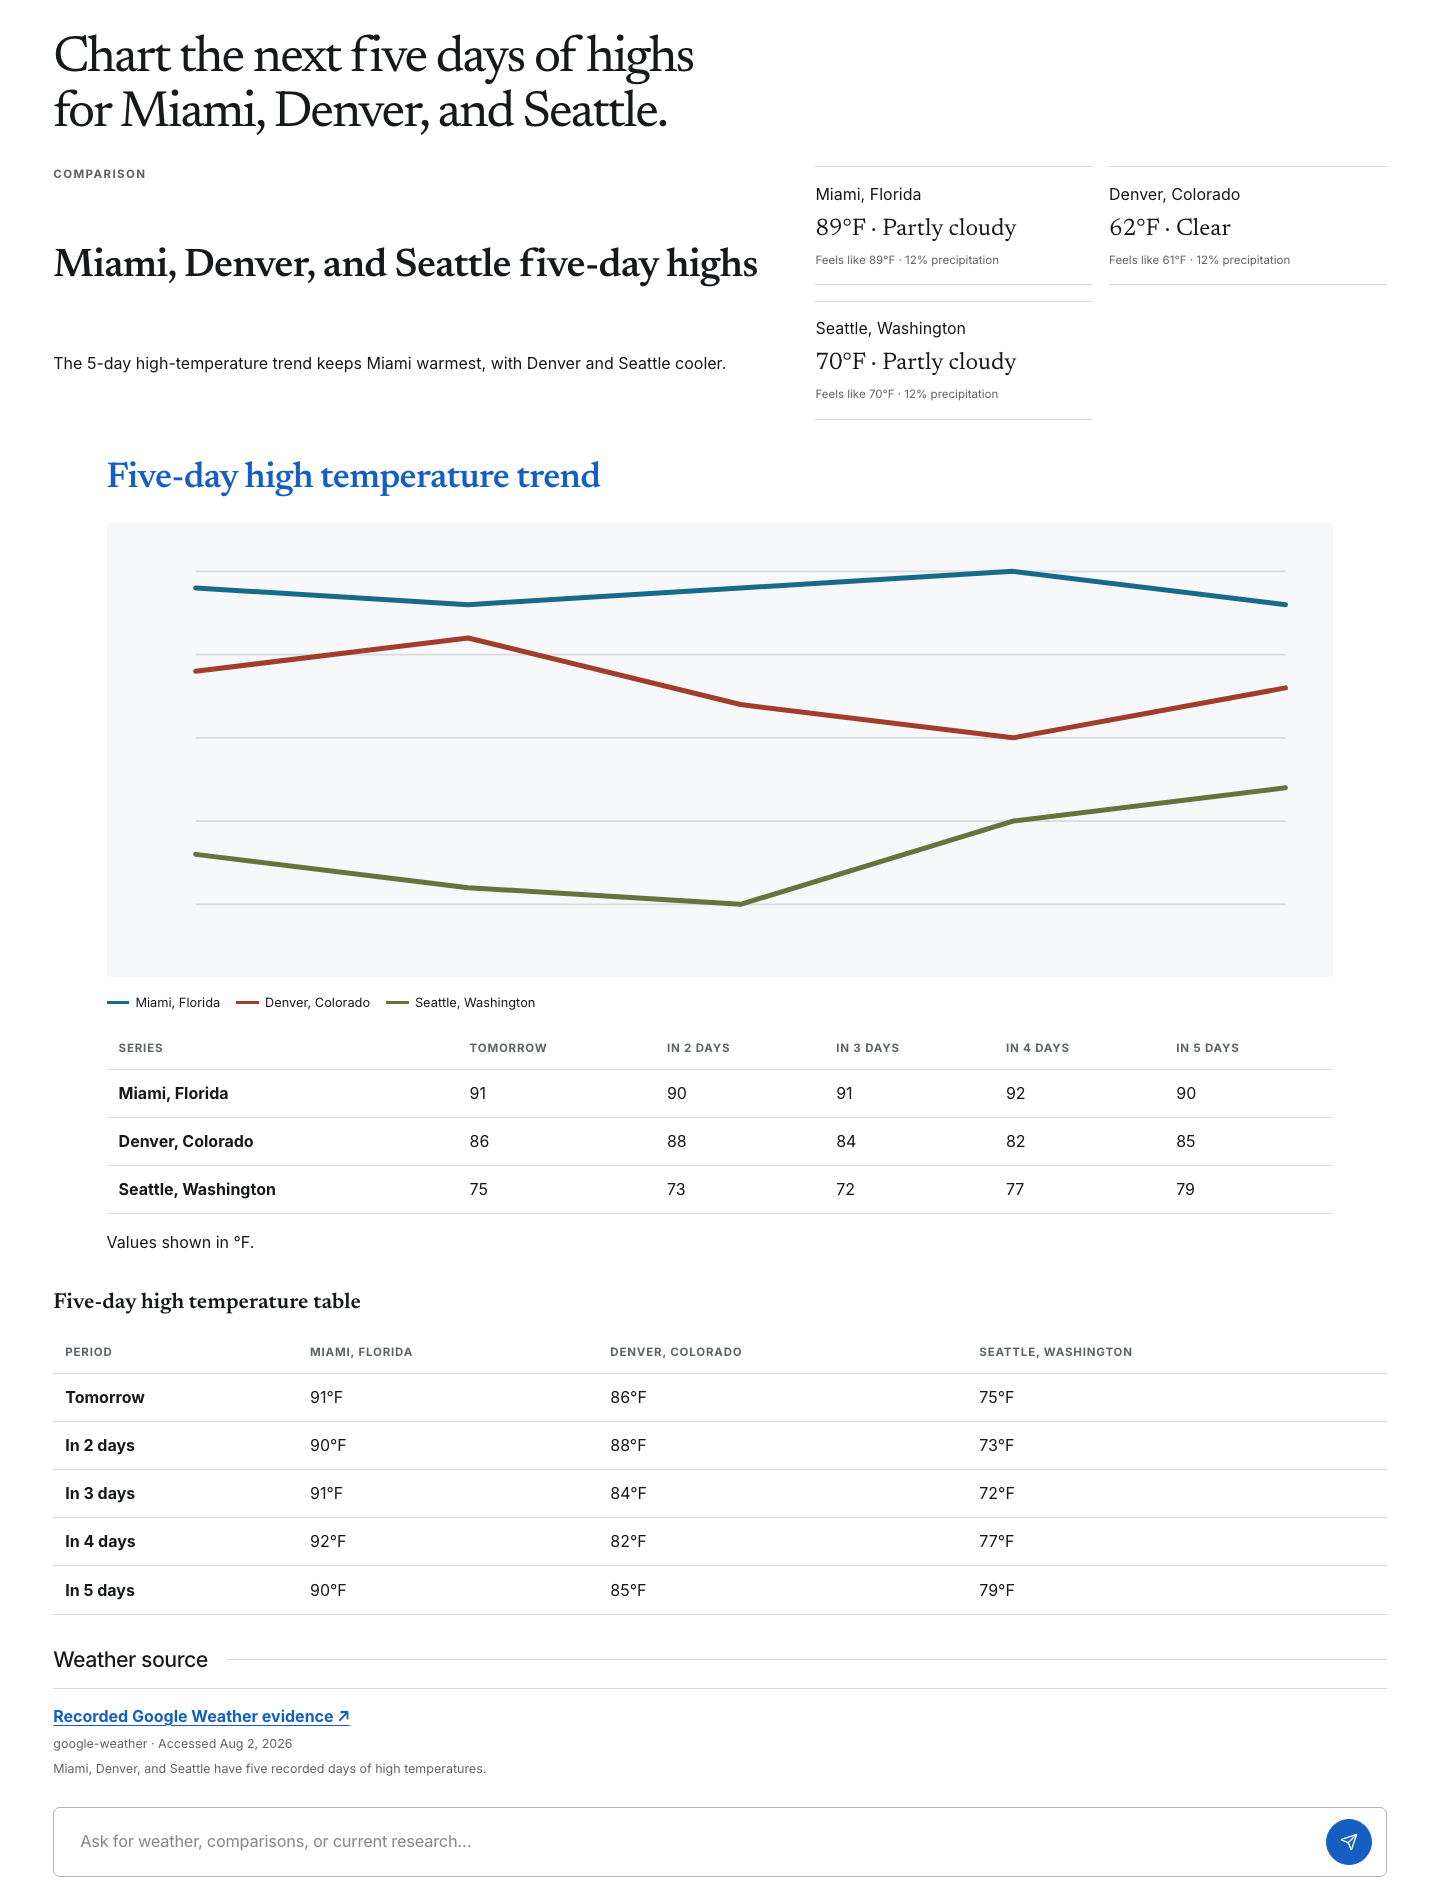 Chart the next five days of highs
for Miami, Denver, and Seattle.
COMPARISON
Miami, Denver, and Seattle five-day highs
The 5-day high-temperature trend keeps Miami warmest, with Denver and Seattle cooler.
Miami, Florida
89°F · Partly cloudy
Feels like 89°F · 12% precipitation
Denver, Colorado
62°F · Clear
Feels like 61°F · 12% precipitation
Seattle, Washington
70°F · Partly cloudy
Feels like 70°F · 12% precipitation
Five-day high temperature trend
Miami, Florida Denver, Colorado Seattle, Washington
SERIES TOMORROW IN 2 DAYS IN 3 DAYS IN 4 DAYS IN 5 DAYS
Miami, Florida 91 90 91 92 90
Denver, Colorado 86 88 84 82 85
Seattle, Washington 75 73 72 77 79
Values shown in °F.
Five-day high temperature table
PERIOD MIAMI, FLORIDA DENVER, COLORADO SEATTLE, WASHINGTON
Tomorrow 91°F 86°F 75°F
In 2 days 90°F 88°F 73°F
In 3 days 91°F 84°F 72°F
In 4 days 92°F 82°F 77°F
In 5 days 90°F 85°F 79°F
Weather source
Recorded Google Weather evidence ↗
google-weather · Accessed Aug 2, 2026
Miami, Denver, and Seattle have five recorded days of high temperatures.
Ask for weather, comparisons, or current research...